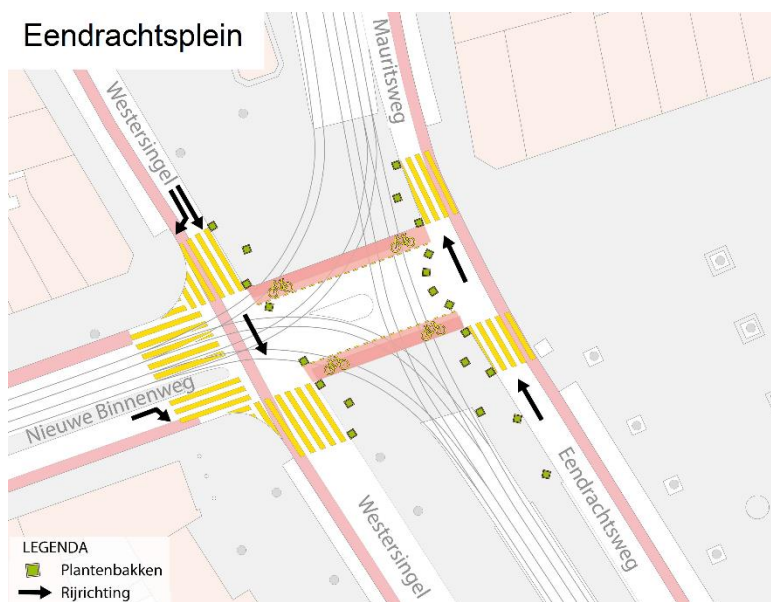 Eendrachtsplein
Westersingel
Mauritsweg
Nieuwe Binnenweg
Westersingel
Eendrachtsweg
LEGENDA
Plantenbakken
Rijrichting